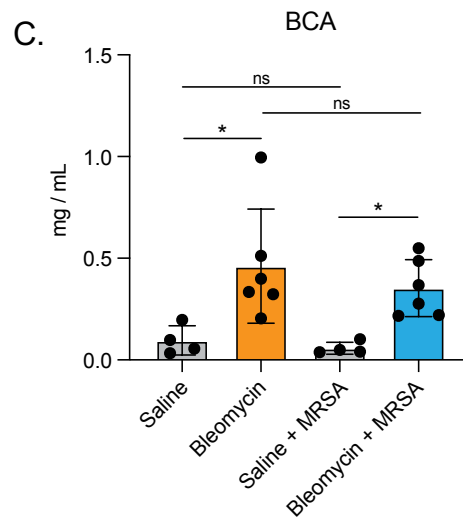 C.
BCA
mg / mL
1.5
1.0
0.5
0.0
ns
ns
*
*
Saline
Bleomycin
Saline + MRSA
Bleomycin + MRSA